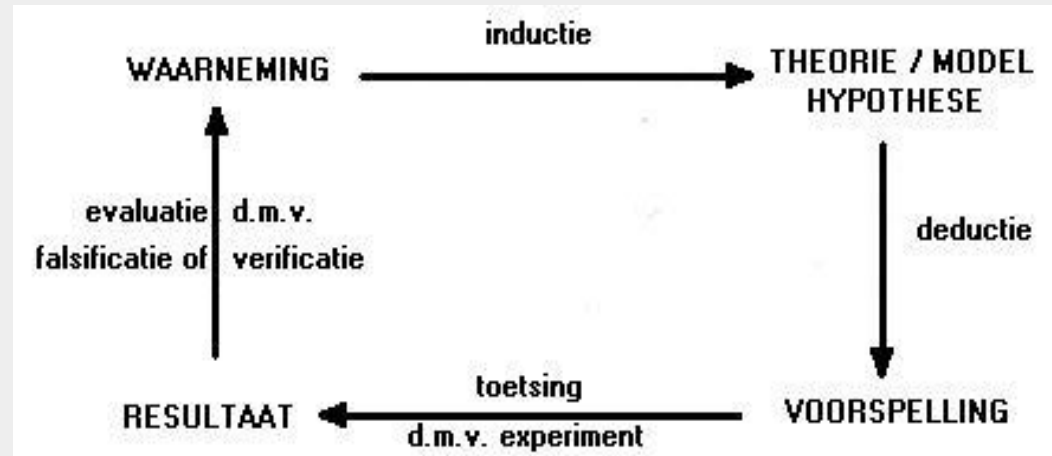 inductie
WAARNEMING
THEORIE / MODEL
HYPOTHESE
evaluatie d.m.v.
falsificatie of verificatie
deductie
toetsing
RESULTAAT
VOORSPELLING
d.m.v. experiment